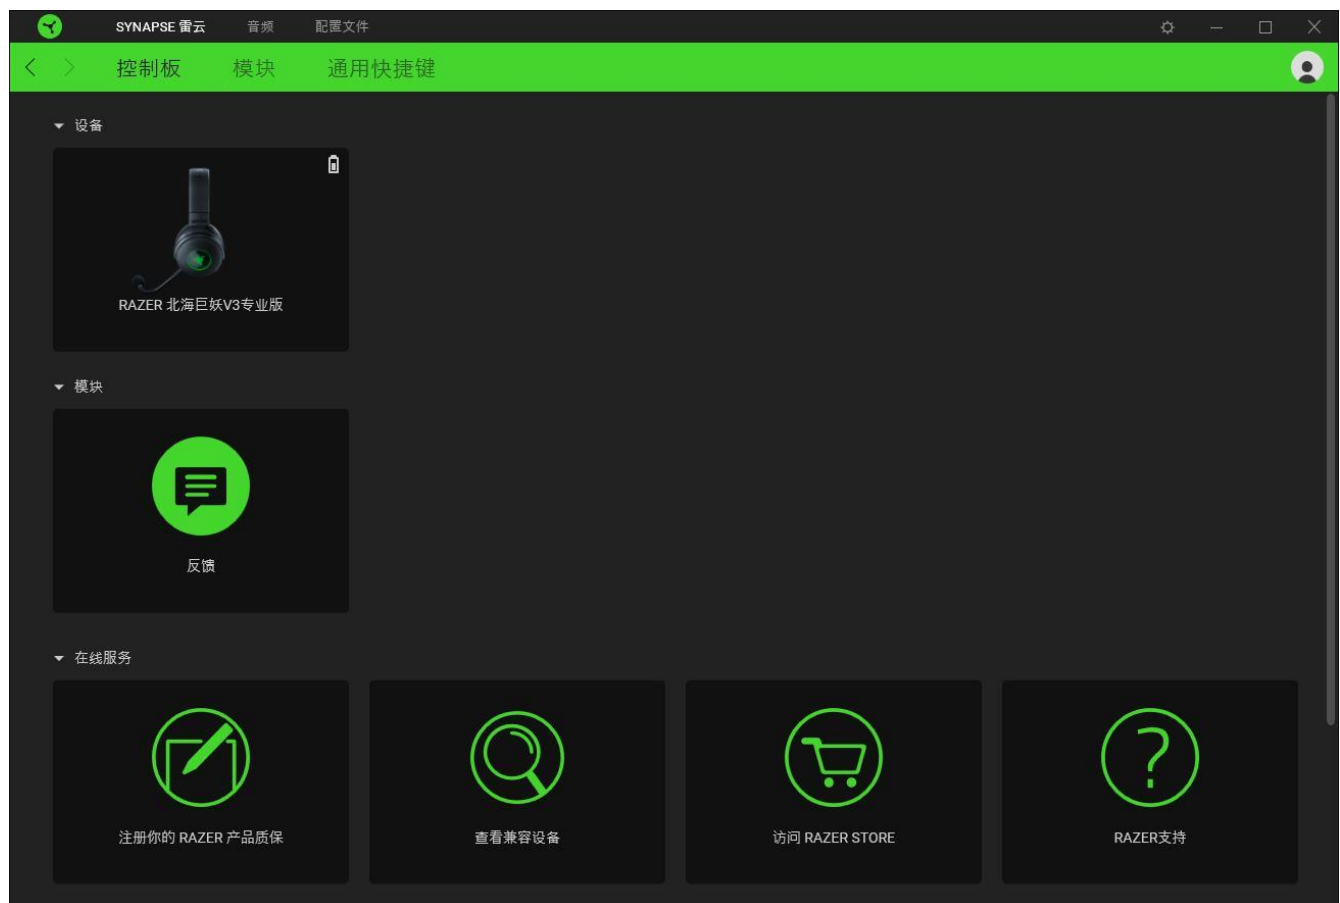 SYNAPSE 雷云 音频 配置文件
控制板 模块 通用快捷键
设备
RAZER 北海巨妖V3专业版
模块
反馈
在线服务
注册你的 RAZER 产品质保
查看兼容设备
访问 RAZER STORE
RAZER支持